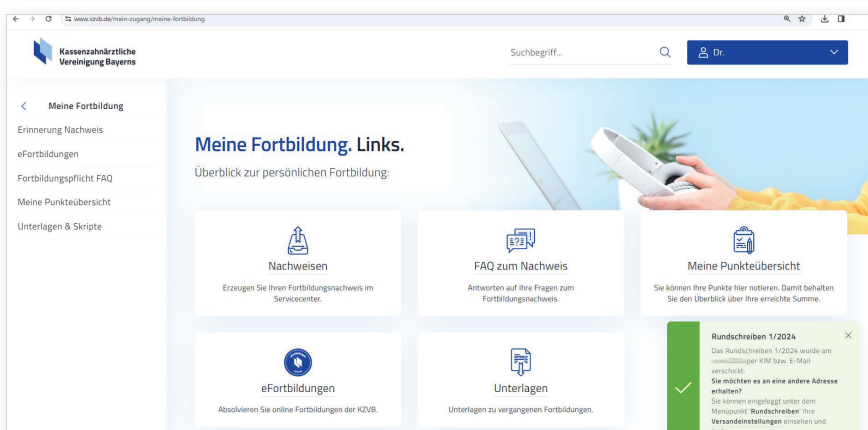 www.kzvb.de/mein-zugang/meine-fortbildung
Kassenzahnärztliche
Vereinigung Bayerns
Suchbegriff...
Dr.
Meine Fortbildung
Erinnerung Nachweis
eFortbildungen
Fortbildungspflicht FAQ
Meine Punkteübersicht
Unterlagen & Skripte
Meine Fortbildung. Links.
Überblick zur persönlichen Fortbildung:
Nachweisen
Erzeugen Sie Ihren Fortbildungsnachweis im
Servicecenter.
FAQ zum Nachweis
Antworten auf Ihre Fragen zum
Fortbildungsnachweis.
Meine Punkteübersicht
Sie können Ihre Punkte hier notieren. Damit behalten
Sie den Überblick über Ihre erreichte Summe.
eFortbildungen
Absolvieren Sie online Fortbildungen der KZVB.
Unterlagen
Unterlagen zu vergangenen Fortbildungen.
Rundschreiben 1/2024
Das Rundschreiben 1/2024 wurde am
per KIM bzw. E-Mail
verschickt.
Sie möchten es an eine andere Adresse
erhalten?
Sie können eingeloggt unter dem
Menüpunkt "Rundschreiben" Ihre
Versandeinstellungen einsehen und